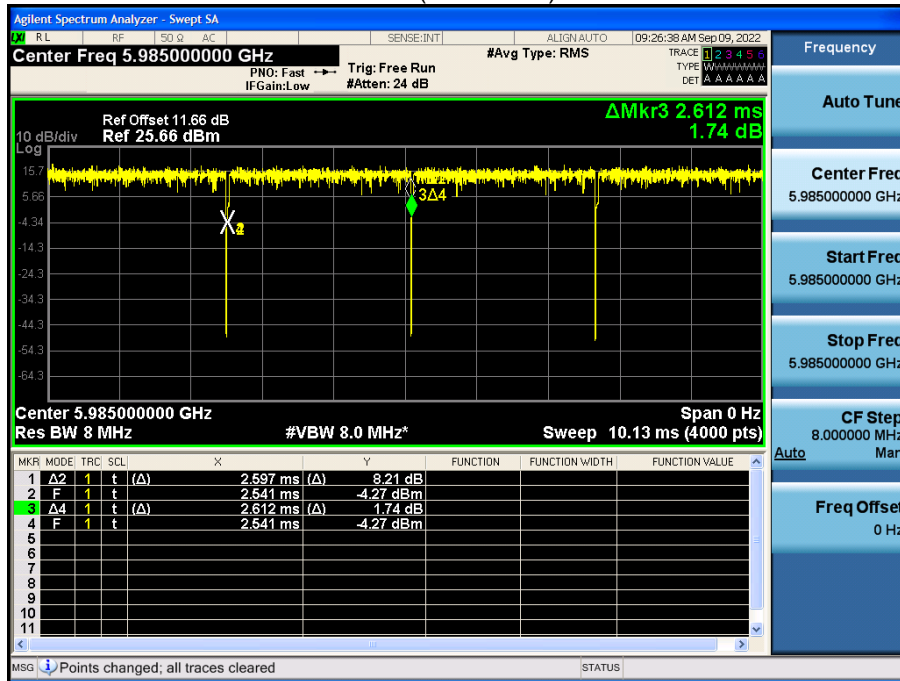 Agilent Spectrum Analyzer - Swept SA
LXI RL RF 50 Ω AC SENSE:INT ALIGN AUTO 09:26:38 AM Sep 09, 2022
Center Freq 5.985000000 GHz
PNO: Fast
IFGain:Low
Trig: Free Run
#Atten: 24 dB
#Avg Type: RMS
TRACE 1 2 3 4 5 6
TYPE
DET A A A A A A
Ref Offset 11.66 dB
10 dB/div Ref 25.66 dBm
Log
ΔMkr3 2.612 ms
1.74 dB
15.7
5.66
-4.34
-14.3
-24.3
-34.3
-44.3
-54.3
-64.3
X
3Δ4
Center 5.985000000 GHz Span 0 Hz
Res BW 8 MHz #VBW 8.0 MHz* Sweep 10.13 ms (4000 pts)
MKR MODE TRC SCL X Y FUNCTION FUNCTION WIDTH FUNCTION VALUE
1 Δ2 1 t (Δ) 2.597 ms (Δ) 8.21 dB
2 F 1 t 2.541 ms -4.27 dBm
3 Δ4 1 t (Δ) 2.612 ms (Δ) 1.74 dB
4 F 1 t 2.541 ms -4.27 dBm
5
6
7
8
9
10
11
MSG Points changed; all traces cleared STATUS
Frequency
Auto Tune
Center Freq
5.985000000 GHz
Start Freq
5.985000000 GHz
Stop Freq
5.985000000 GHz
CF Step
8.000000 MHz
Auto Man
Freq Offset
0 Hz